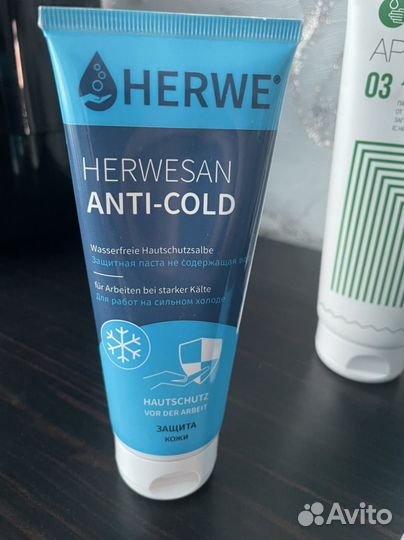 HERWE®
HERWESAN
ANTI-COLD
Wasserfreie Hautschutzsalbe
Защитная паста не содержащая
für Arbeiten bei starker Kälte
Для работ на сильном холоде
HAUTSCHUTZ
VOR DER ARBEIT
ЗАЩИТА
КОЖИ
АР
03
Avito